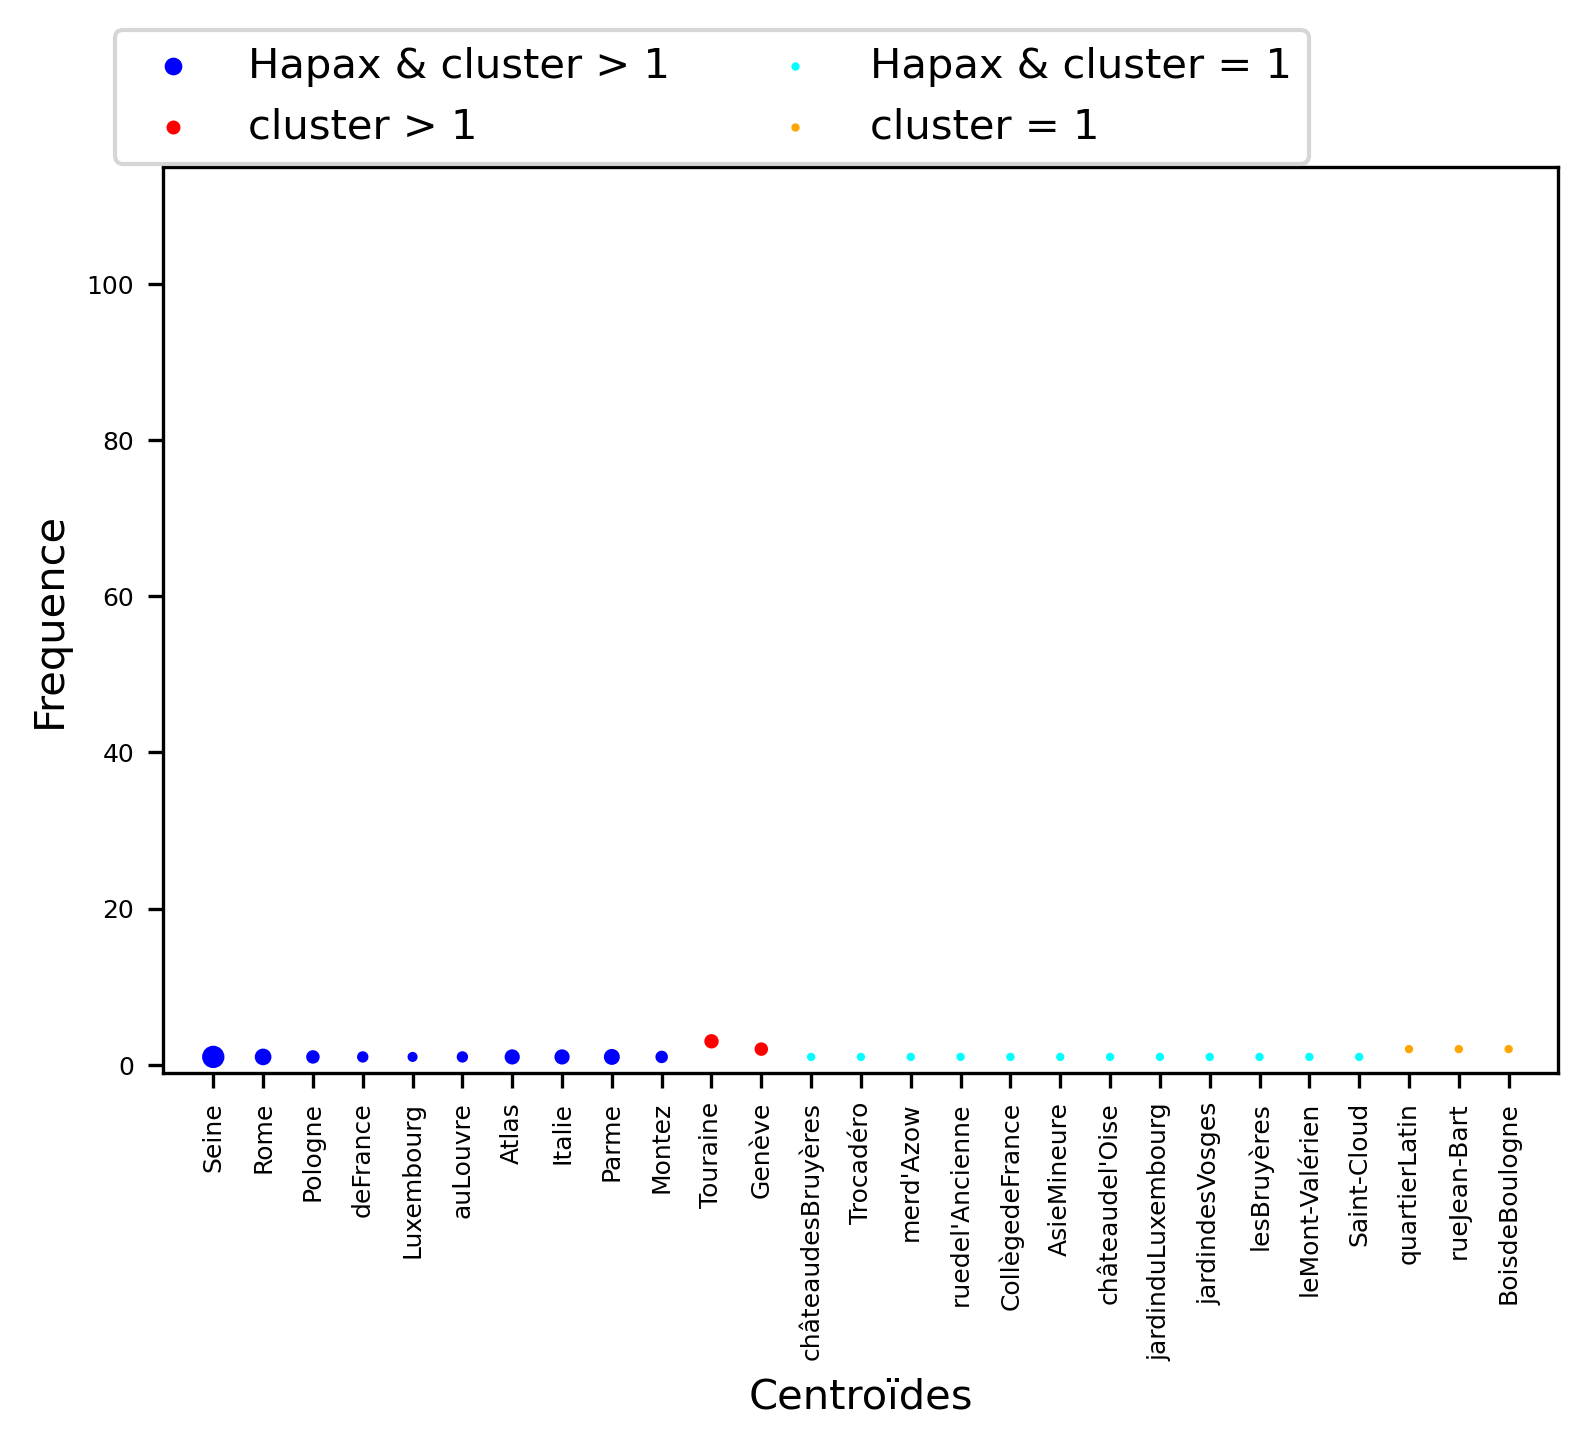 Hapax & cluster > 1
cluster > 1
Hapax & cluster = 1
cluster = 1
Frequence
100
80
60
40
20
0
Seine
Rome
Pologne
deFrance
Luxembourg
auLouvre
Atlas
Italie
Parme
Montez
Touraine
Genève
châteaudesBruyères
Trocadéro
merd'Azow
ruedel'Ancienne
CollègedeFrance
AsieMineure
châteaudel'Oise
jardinduLuxembourg
jardindesVosges
lesBruyères
leMont-Valérien
Saint-Cloud
quartierLatin
rueJean-Bart
BoisdeBoulogne
Centroïdes